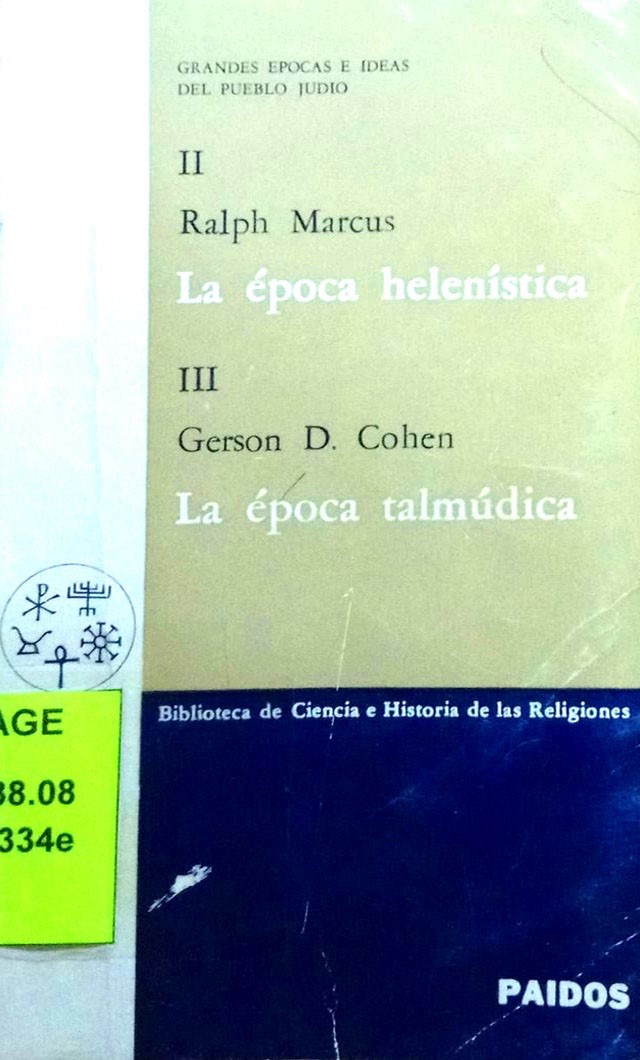 GRANDES EPOCAS E IDEAS
DEL PUEBLO JUDIO
II
Ralph Marcus
La época helenística
III
Gerson D. Cohen
La época talmúdica
Biblioteca de Ciencia e Historia de las Religiones
PAIDOS
AGE
38.08
334e